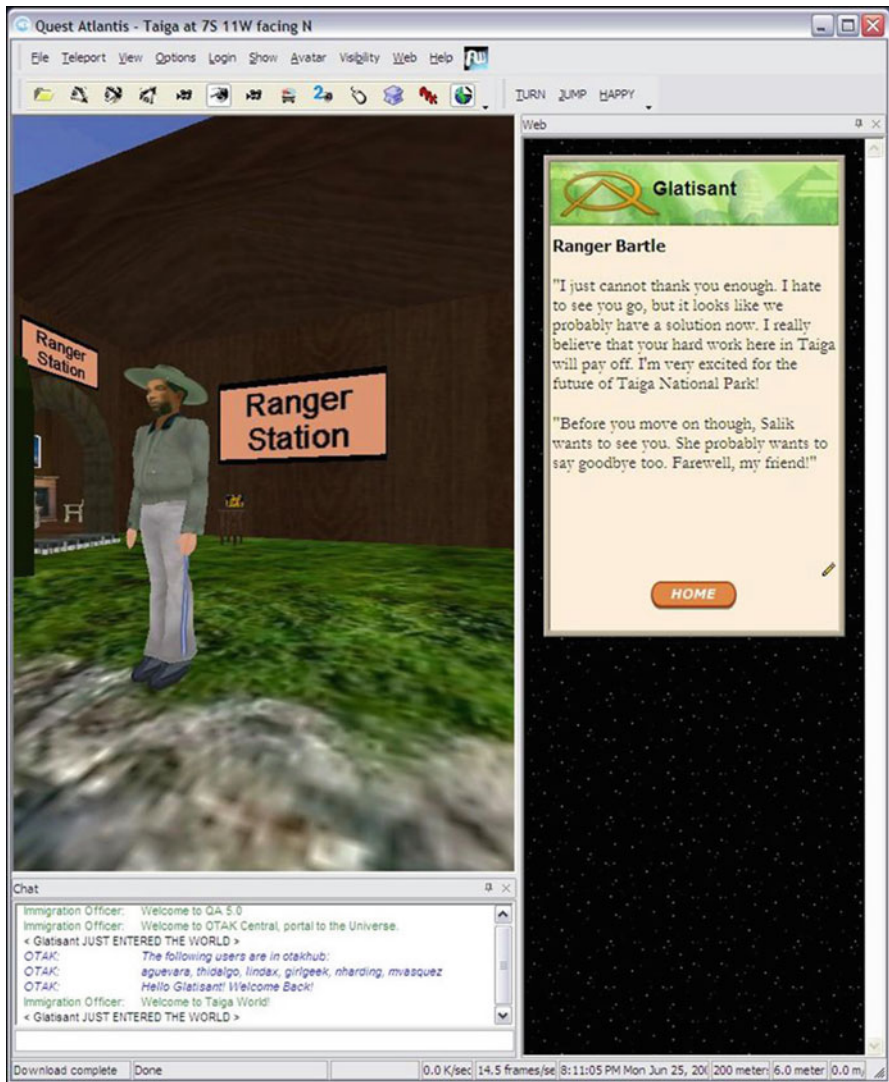 Quest Atlantis - Taiga at 7S 11W facing N
File Teleport View Options Login Show Avatar Visibility Web Help
TURN JUMP HAPPY
Web
Ranger
Station
Ranger
Station
Glatisant
Ranger Bartle
"I just cannot thank you enough. I hate
to see you go, but it looks like we
probably have a solution now. I really
believe that your hard work here in Taiga
will pay off. I'm very excited for the
future of Taiga National Park!
"Before you move on though, Salik
wants to see you. She probably wants to
say goodbye too. Farewell, my friend!"
HOME
Chat
Immigration Officer: Welcome to QA 5.0
Immigration Officer: Welcome to OTAK Central, portal to the Universe.
< Glatisant JUST ENTERED THE WORLD >
OTAK: The following users are in otakhub:
OTAK: aguevara, thidalgo, lindax, girlgeek, nharding, mvasquez
OTAK: Hello Glatisant! Welcome Back!
Immigration Officer: Welcome to Taiga World!
< Glatisant JUST ENTERED THE WORLD >
Download complete Done 0.0 K/sec 14.5 frames/se 8:11:05 PM Mon Jun 25, 200 200 meter 6.0 meter 0.0 m/